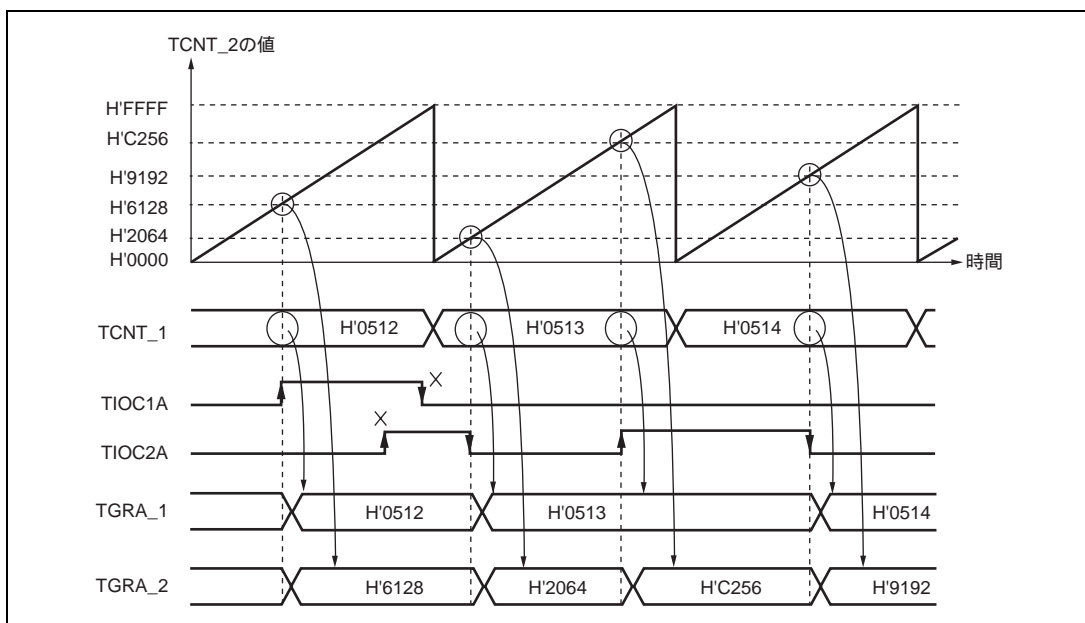 TCNT_2の値
H'FFFF
H'C256
H'9192
H'6128
H'2064
H'0000
時間
TCNT_1 H'0512 H'0513 H'0514
TIOC1A
TIOC2A
TGRA_1 H'0512 H'0513 H'0514
TGRA_2 H'6128 H'2064 H'C256 H'9192